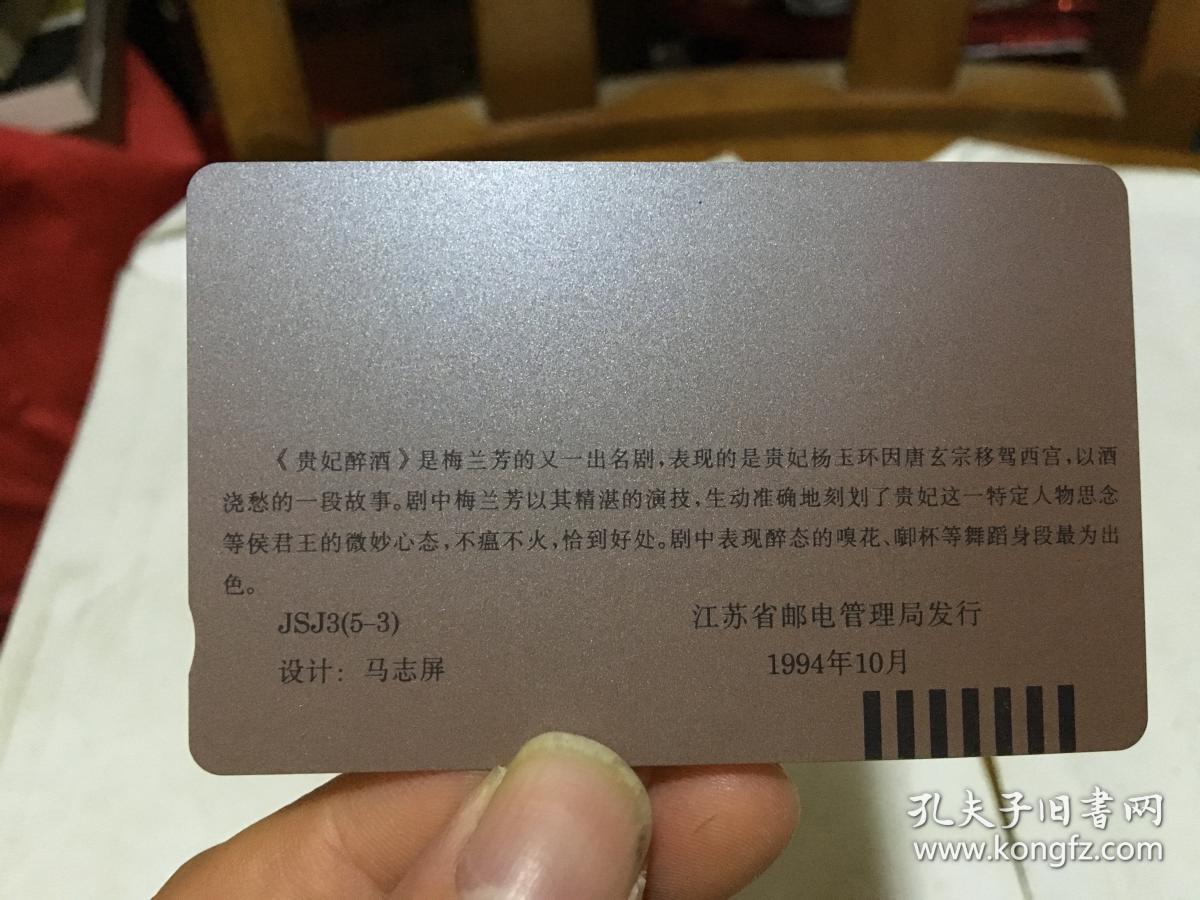 《贵妃醉酒》是梅兰芳的又一出名剧,表现的是贵妃杨玉环因唐玄宗移驾西宫,以酒
浇愁的一段故事。剧中梅兰芳以其精湛的演技,生动准确地刻划了贵妃这一特定人物思念
等侯君王的微妙心态,不瘟不火,恰到好处。剧中表现醉态的嗅花、啣杯等舞蹈身段最为出
色。
JSJ3(5-3)
江苏省邮电管理局发行
设计: 马志屏
1994年10月
孔夫子旧书网
www.kongfz.com